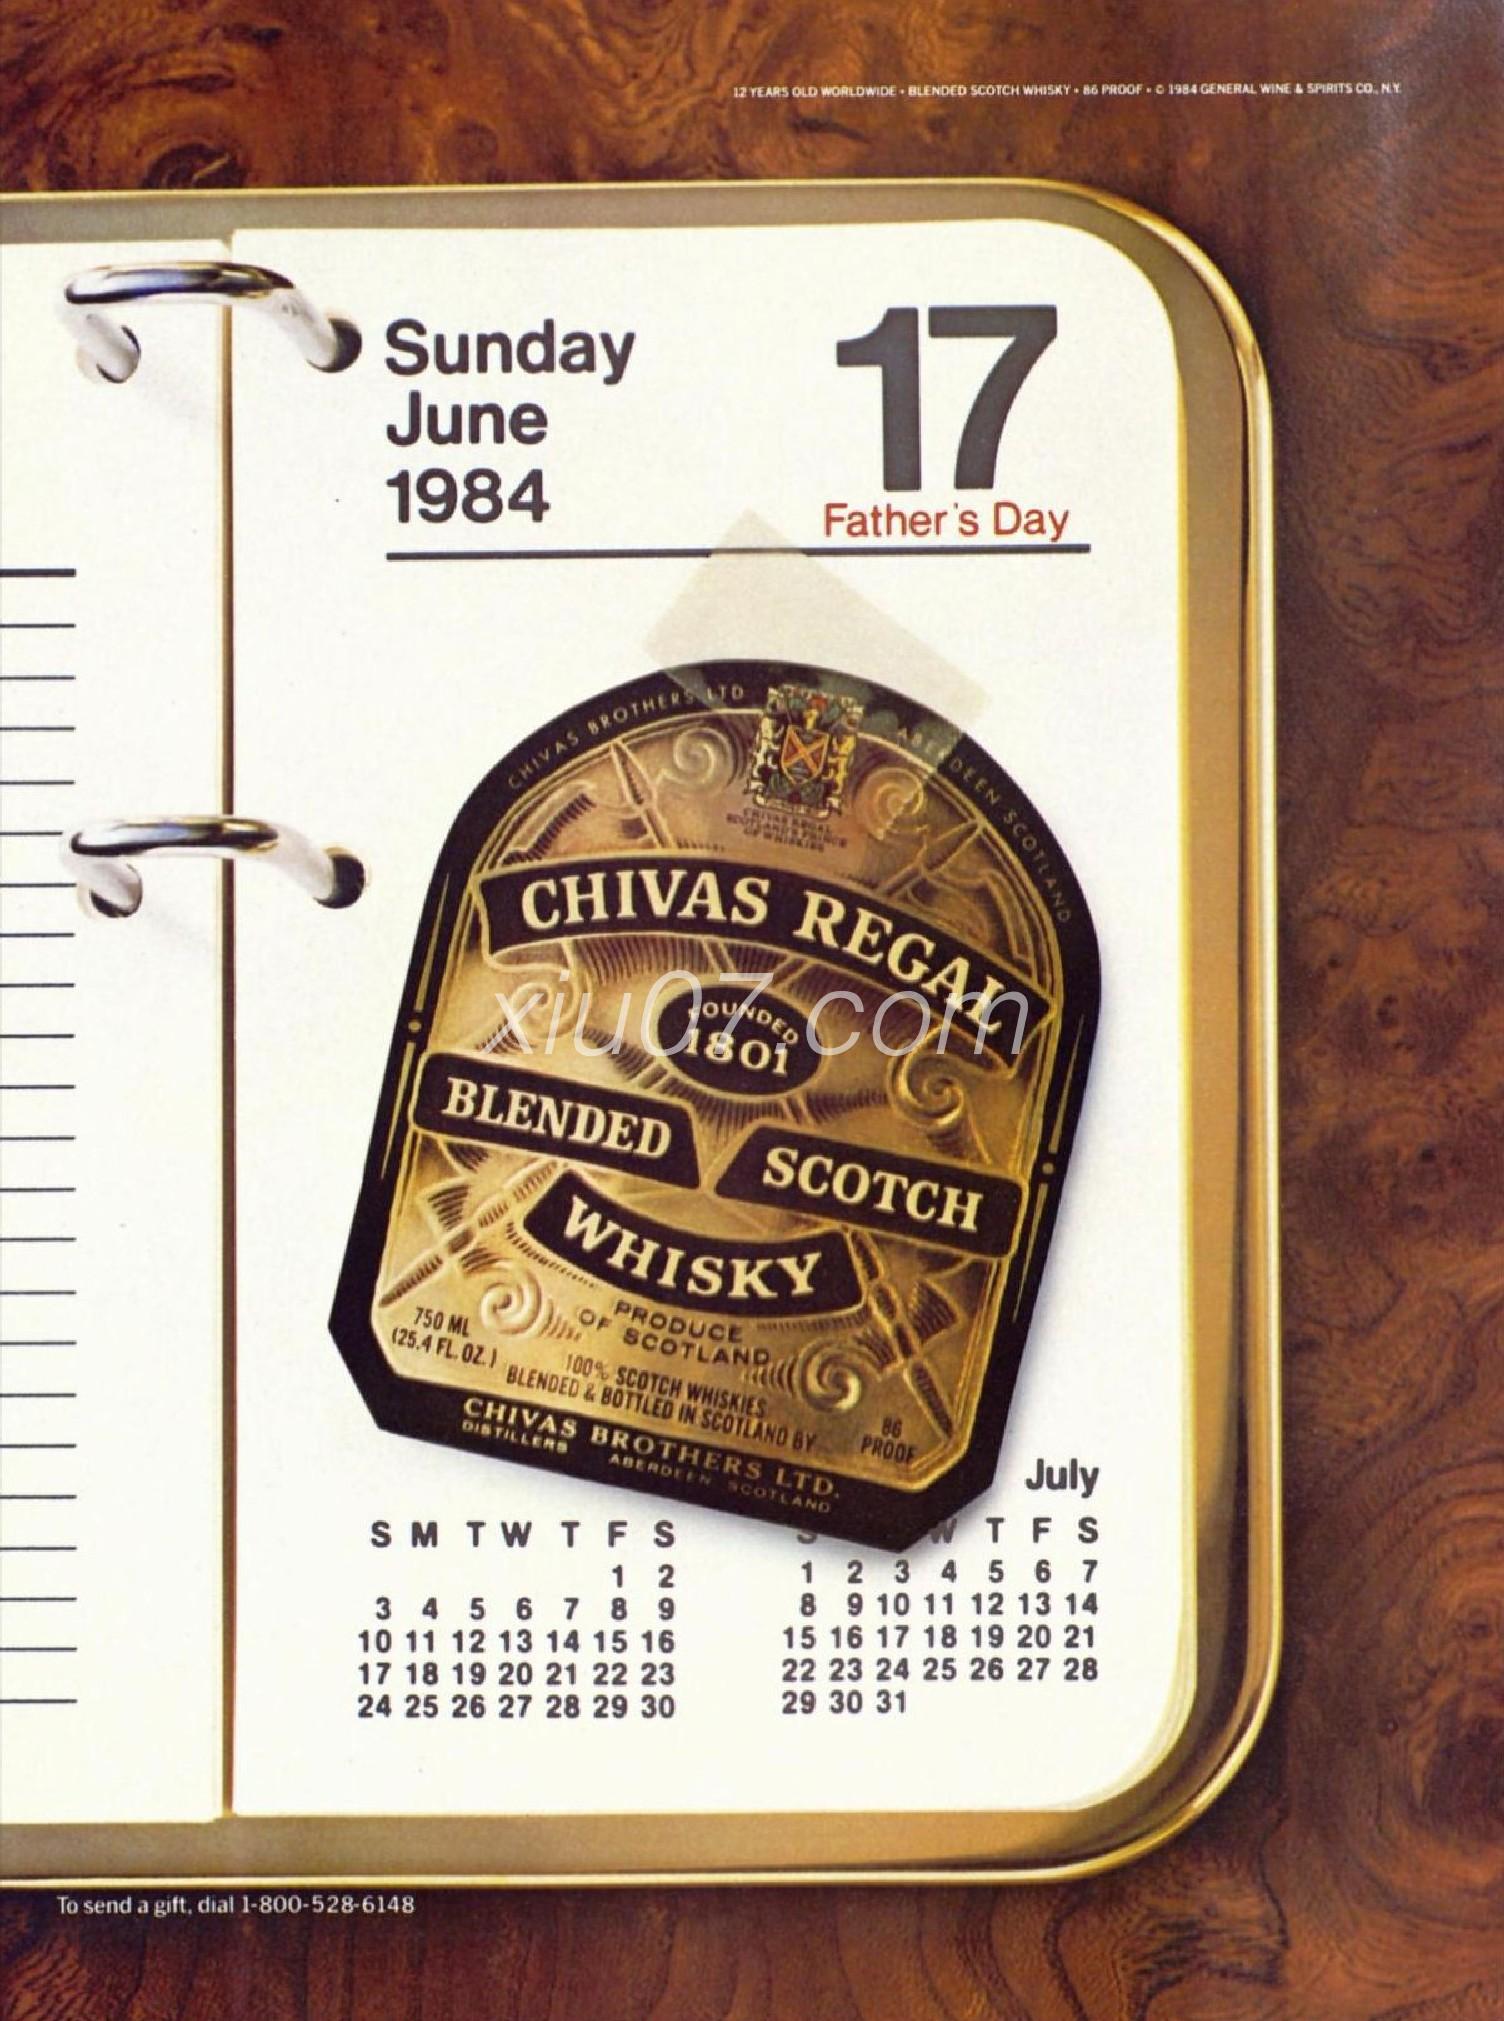 12 YEARS OLD WORLDWIDE • BLENDED SCOTCH WHISKY • 86 PROOF • © 1984 GENERAL WINE & SPIRITS CO., N.Y.
Sunday
June
1984
17
Father's Day
CHIVAS BROTHERS LTD
ABERDEEN SCOTLAND
CHIVAS REGAL
SCOTLAND'S PRINCE
OF WHISKIES
CHIVAS REGAL
FOUNDED
1801
xiu07.com
BLENDED
SCOTCH
WHISKY
PRODUCE
OF SCOTLAND
750 ML
(25.4 FL. OZ.)
100% SCOTCH WHISKIES
BLENDED & BOTTLED IN SCOTLAND BY
86
PROOF
CHIVAS BROTHERS LTD.
DISTILLERS
ABERDEEN SCOTLAND
S M T W T F S
1 2
3 4 5 6 7 8 9
10 11 12 13 14 15 16
17 18 19 20 21 22 23
24 25 26 27 28 29 30
July
S W T F S
1 2 3 4 5 6 7
8 9 10 11 12 13 14
15 16 17 18 19 20 21
22 23 24 25 26 27 28
29 30 31
To send a gift, dial 1-800-528-6148